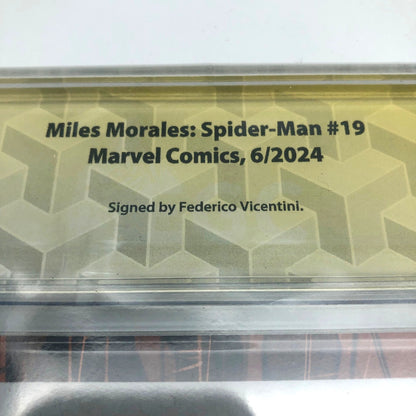 Miles Morales: Spider-Man #19
Marvel Comics, 6/2024
Signed by Federico Vicentini.